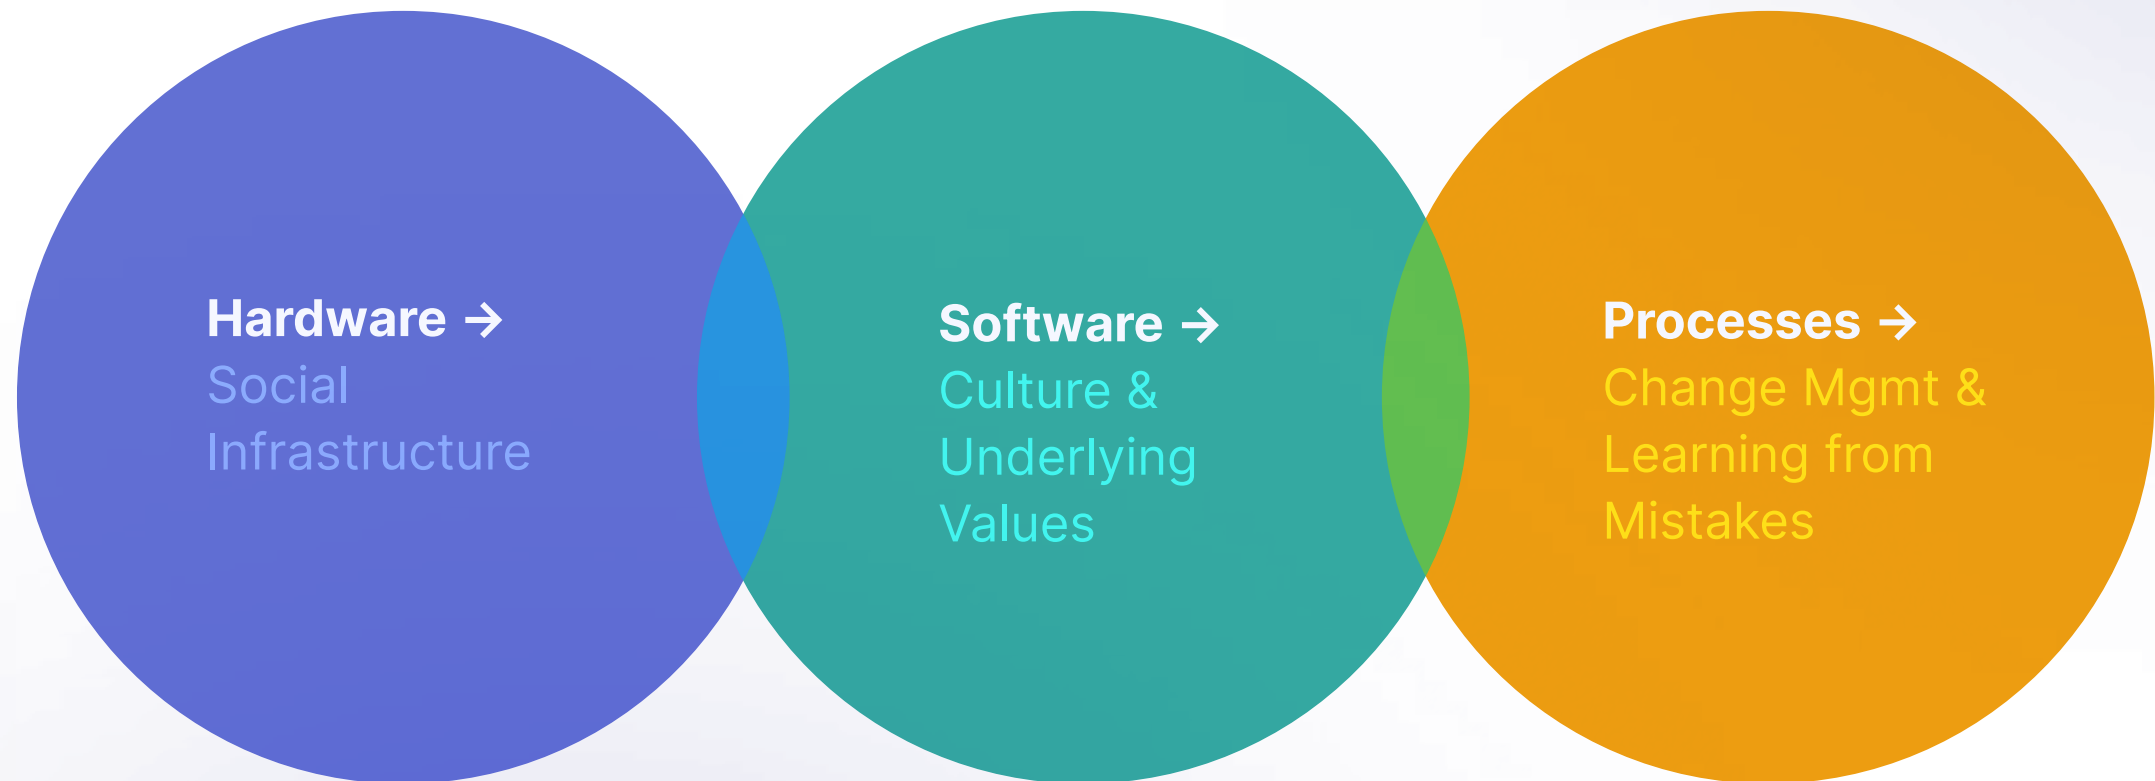 Hardware →
Social
Infrastructure
Software →
Culture &
Underlying
Values
Processes →
Change Mgmt &
Learning from
Mistakes